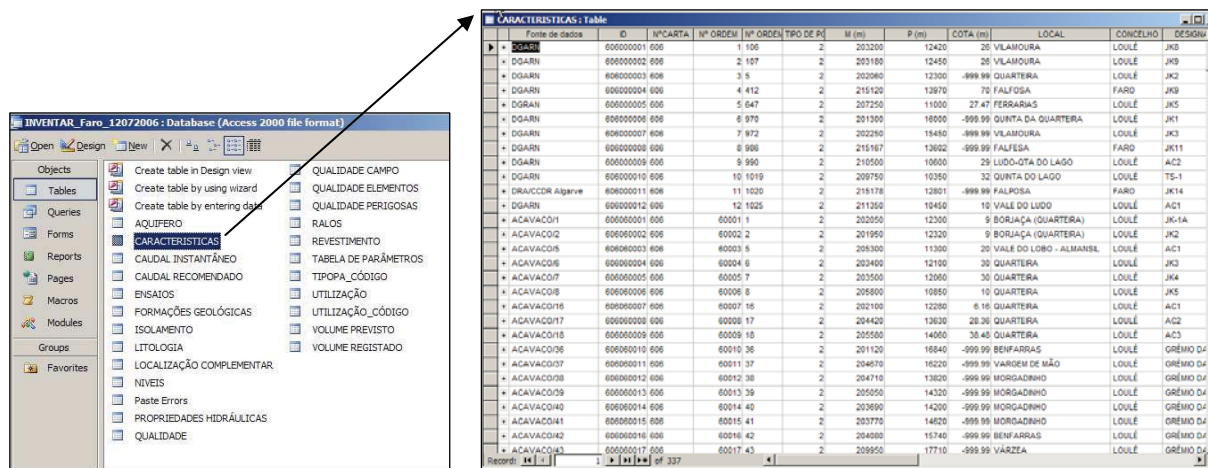 CARACTERISTICAS : Table
Fonte de dados ID NºCARTA Nº ORDEM Nº ORDEN TIPO DE PO M (m) P (m) COTA (m) LOCAL CONCELHO DESIGNA
DGARN 606000001 606 1 106 2 203200 12420 26 VILAMOURA LOULÉ JK8
DGARN 606000002 606 2 107 2 203180 12450 26 VILAMOURA LOULÉ JK9
DGARN 606000003 606 3 5 2 202060 12300 -999.99 QUARTEIRA LOULÉ JK2
DGARN 606000004 606 4 412 2 215120 13970 70 FALFOSA FARO JK9
DGRAN 606000005 606 5 647 2 207250 11000 27.47 FERRARIAS LOULÉ JK5
DGARN 606000006 606 6 970 2 201300 16000 -999.99 QUINTA DA QUARTEIRA LOULÉ JK1
DGARN 606000007 606 7 972 2 202250 15450 -999.99 VILAMOURA LOULÉ JK3
DGARN 606000008 606 8 986 2 215167 13602 -999.99 FALFESA FARO JK11
DGARN 606000009 606 9 990 2 210500 10600 29 LUDO-QTA DO LAGO LOULÉ AC2
DGARN 606000010 606 10 1019 2 209750 10350 32 QUINTA DO LAGO LOULÉ TS-1
DRA/CCDR Algarve 606000011 606 11 1020 2 215178 12801 -999.99 FALPOSA FARO JK14
DGARN 606000012 606 12 1025 2 211350 10450 10 VALE DO LUDO LOULÉ AC1
ACAVACO/1 606060001 606 60001 1 2 202050 12300 9 BORJAÇA (QUARTEIRA) LOULÉ JK-1A
ACAVACO/2 606060002 606 60002 2 2 201950 12320 9 BORJAÇA (QUARTEIRA) LOULÉ JK2
ACAVACO/5 606060003 606 60003 5 2 205300 11300 20 VALE DO LOBO - ALMANSIL LOULÉ AC1
ACAVACO/6 606060004 606 60004 6 2 203400 12100 30 QUARTEIRA LOULÉ JK3
ACAVACO/7 606060005 606 60005 7 2 203500 12060 30 QUARTEIRA LOULÉ JK4
ACAVACO/8 606060006 606 60006 8 2 205800 10850 10 QUARTEIRA LOULÉ JK5
ACAVACO/16 606060007 606 60007 16 2 202100 12280 6.16 QUARTEIRA LOULÉ AC1
ACAVACO/17 606060008 606 60008 17 2 204420 13630 28.36 QUARTEIRA LOULÉ AC2
ACAVACO/18 606060009 606 60009 18 2 205580 14060 38.48 QUARTEIRA LOULÉ AC3
ACAVACO/36 606060010 606 60010 36 2 201120 16840 -999.99 BENFARRAS LOULÉ GRÉMIO DA
ACAVACO/37 606060011 606 60011 37 2 204670 16220 -999.99 VARGEM DE MÃO LOULÉ GRÉMIO DA
ACAVACO/38 606060012 606 60012 38 2 204710 13820 -999.99 MORGADINHO LOULÉ GRÉMIO DA
ACAVACO/39 606060013 606 60013 39 2 205050 14320 -999.99 MORGADINHO LOULÉ GRÉMIO DA
ACAVACO/40 606060014 606 60014 40 2 203690 14200 -999.99 MORGADINHO LOULÉ GRÉMIO DA
ACAVACO/41 606060015 606 60015 41 2 203770 14620 -999.99 MORGADINHO LOULÉ GRÉMIO DA
ACAVACO/42 606060016 606 60016 42 2 204080 15740 -999.99 BENFARRAS LOULÉ GRÉMIO DA
ACAVACO/43 606060017 606 60017 43 2 209950 17710 -999.99 VÁRZEA LOULÉ GRÉMIO DA
Record: 1 of 337
INVENTAR_Faro_12072006 : Database (Access 2000 file format)
Open Design New
Objects
Tables
Queries
Forms
Reports
Pages
Macros
Modules
Groups
Favorites
Create table in Design view
Create table by using wizard
Create table by entering data
AQUIFERO
CARACTERISTICAS
CAUDAL INSTANTÂNEO
CAUDAL RECOMENDADO
ENSAIOS
FORMAÇÕES GEOLÓGICAS
ISOLAMENTO
LITOLOGIA
LOCALIZAÇÃO COMPLEMENTAR
NIVEIS
Paste Errors
PROPRIEDADES HIDRÁULICAS
QUALIDADE
QUALIDADE CAMPO
QUALIDADE ELEMENTOS
QUALIDADE PERIGOSAS
RALOS
REVESTIMENTO
TABELA DE PARÂMETROS
TIPOPA_CÓDIGO
UTILIZAÇÃO
UTILIZAÇÃO_CÓDIGO
VOLUME PREVISTO
VOLUME REGISTADO